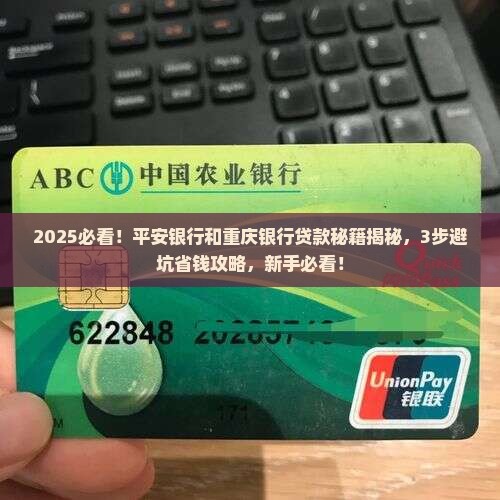 ABC 中国农业银行
2025必看！平安银行和重庆银行贷款秘籍揭秘，3步避
坑省钱攻略，新手必看！
622848
171
UnionPay
银联